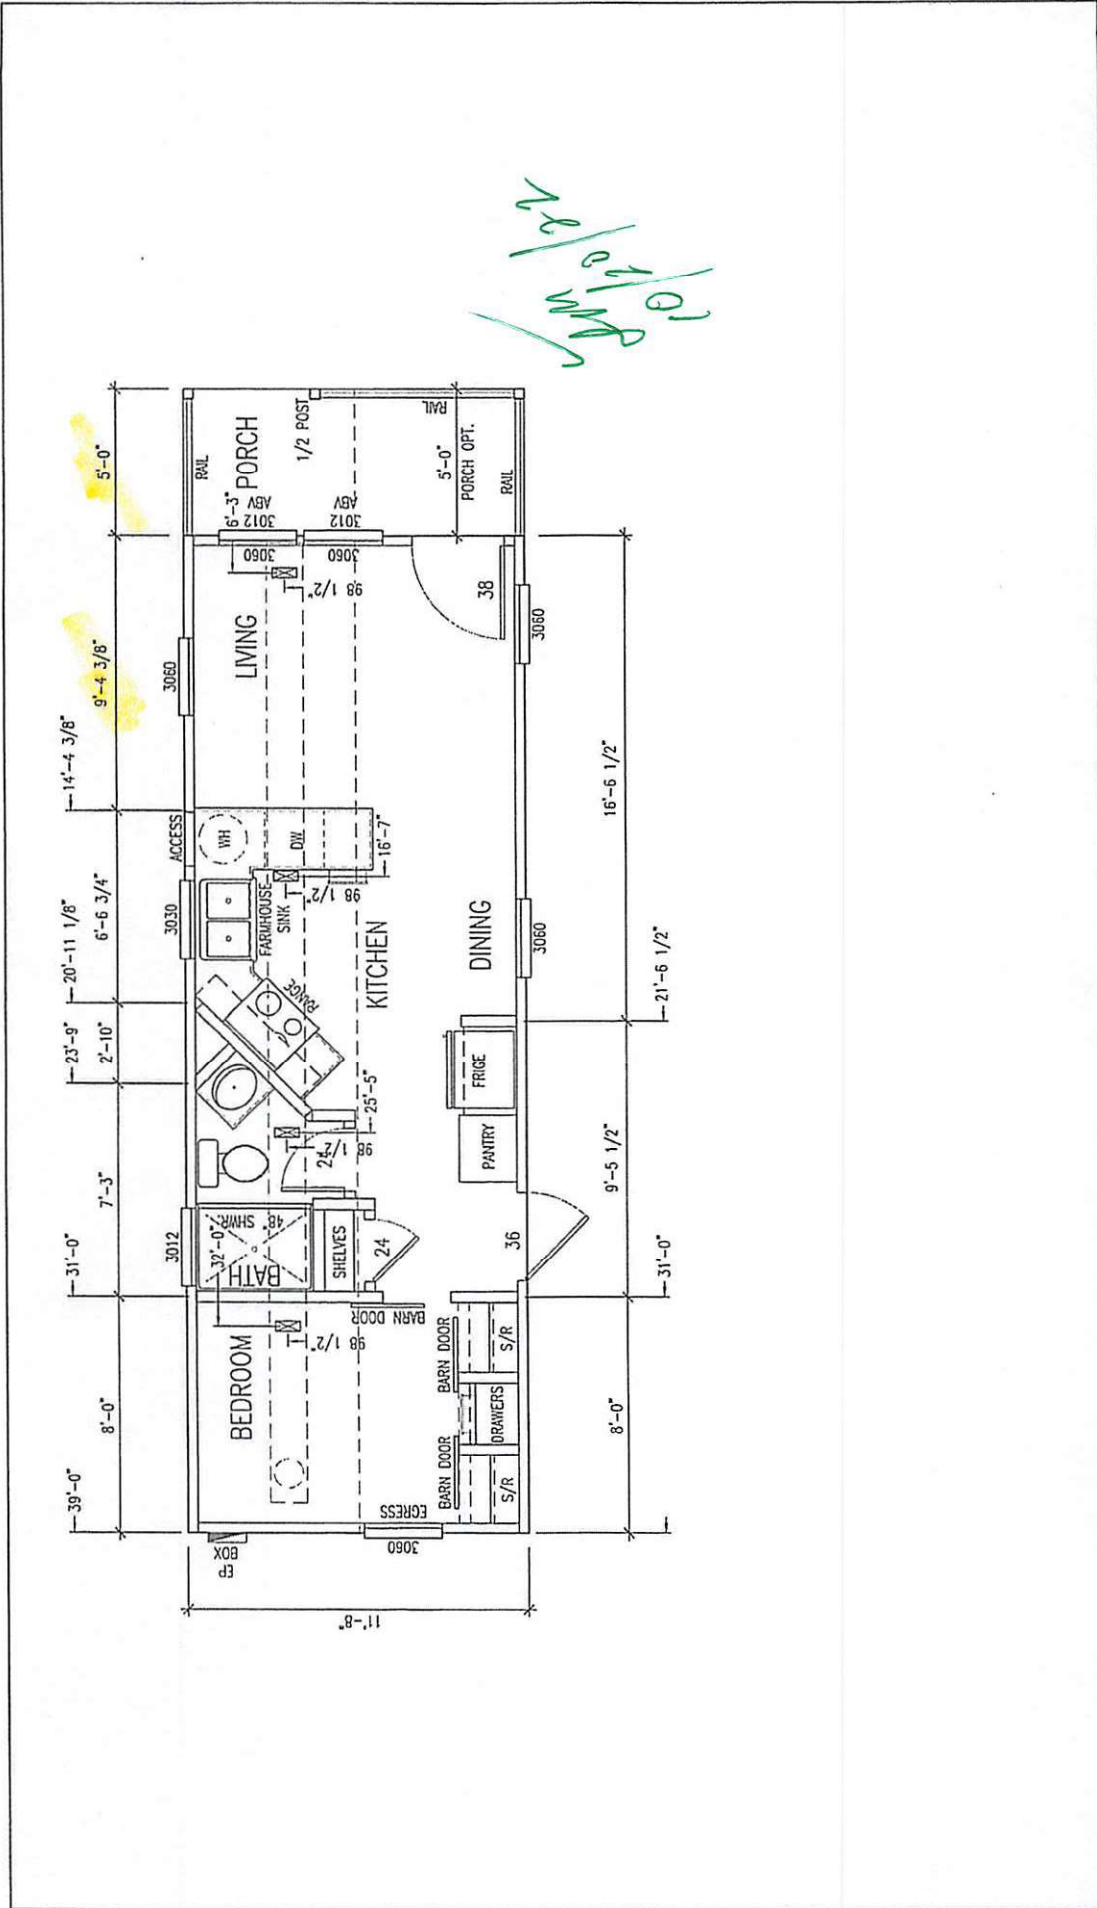 39'-0"
31'-0"
23'-9"
20'-11 1/8"
14'-4 3/8"
8'-0"
7'-3"
2'-10"
6'-6 3/4"
9'-4 3/8"
5'-0"
3012
3030
ACCESS
3060
EP
BOX
BEDROOM
98 1/2"
32'-0"
BATH
48" SHWR.
SHELVES
24
24
98 1/2"
25'-5"
RANGE
FARMHOUSE
SINK
WH
DW
98 1/2"
16'-7"
KITCHEN
LIVING
98 1/2"
6'-3"
3060
3012
ABV
3060
3012
ABV
RAIL
PORCH
1/2 POST
RAIL
5'-0"
PORCH OPT.
RAIL
11'-8"
3060
EGRESS
BARN DOOR
BARN DOOR
BARN DOOR
S/R
DRAWERS
S/R
36
PANTRY
FRIGE
DINING
38
3060
3060
8'-0"
9'-5 1/2"
16'-6 1/2"
31'-0"
21'-6 1/2"